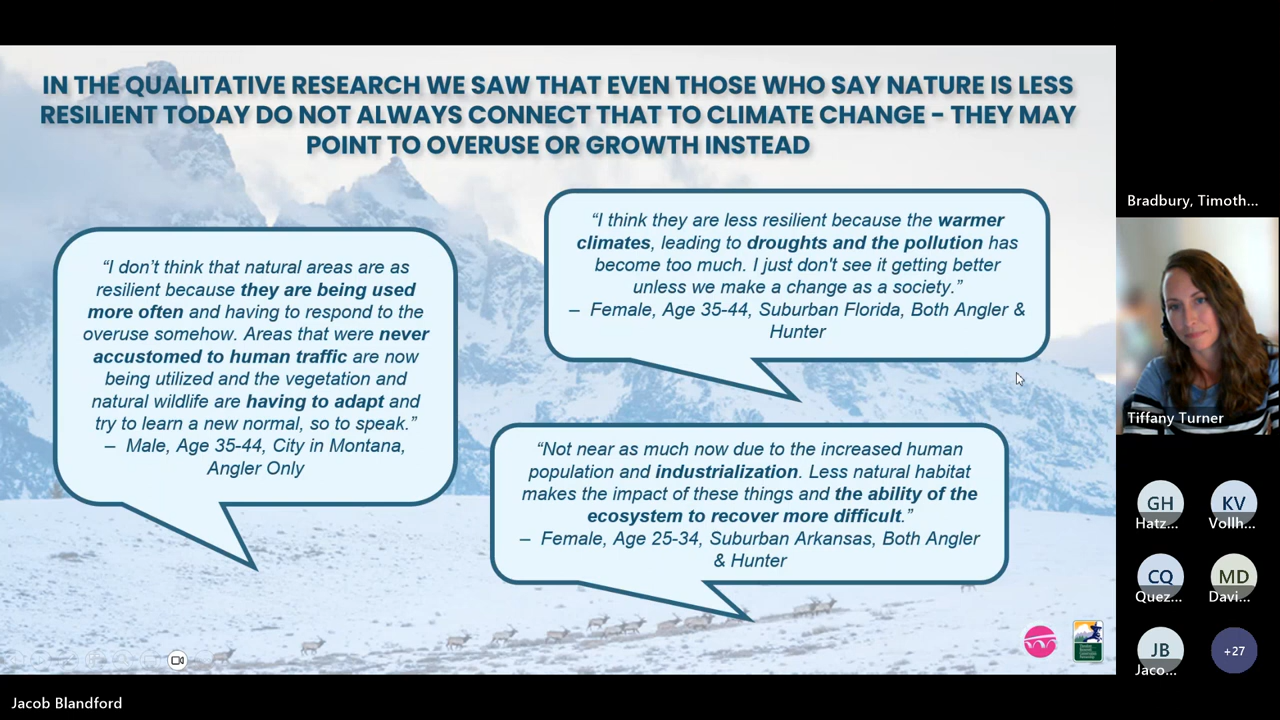 IN THE QUALITATIVE RESEARCH WE SAW THAT EVEN THOSE WHO SAY NATURE IS LESS
RESILIENT TODAY DO NOT ALWAYS CONNECT THAT TO CLIMATE CHANGE – THEY MAY
POINT TO OVERUSE OR GROWTH INSTEAD
“I don’t think that natural areas are as
resilient because they are being used
more often and having to respond to the
overuse somehow. Areas that were never
accustomed to human traffic are now
being utilized and the vegetation and
natural wildlife are having to adapt and
try to learn a new normal, so to speak.”
– Male, Age 35-44, City in Montana,
Angler Only
“I think they are less resilient because the warmer
climates, leading to droughts and the pollution has
become too much. I just don't see it getting better
unless we make a change as a society.”
– Female, Age 35-44, Suburban Florida, Both Angler &
Hunter
“Not near as much now due to the increased human
population and industrialization. Less natural habitat
makes the impact of these things and the ability of the
ecosystem to recover more difficult.”
– Female, Age 25-34, Suburban Arkansas, Both Angler
& Hunter
Bradbury, Timoth...
Tiffany Turner
GH
Hatz...
KV
Vollh...
CQ
Quez...
MD
Davi...
JB
Jaco...
+27
Jacob Blandford